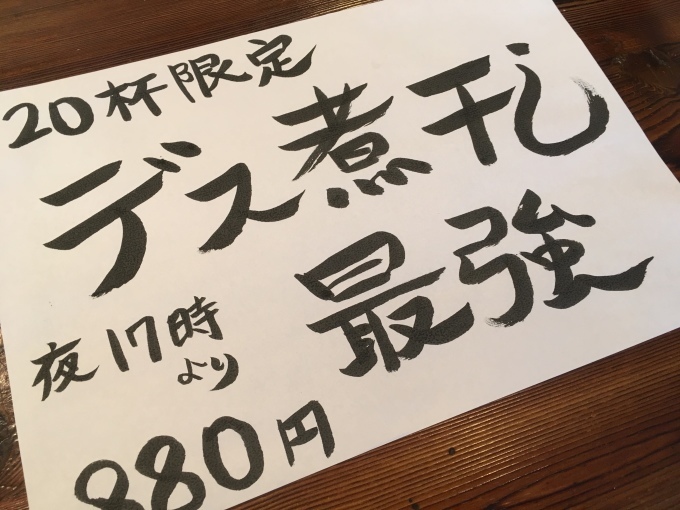 20杯限定
デス煮干し
最強
夜17時
より
880円